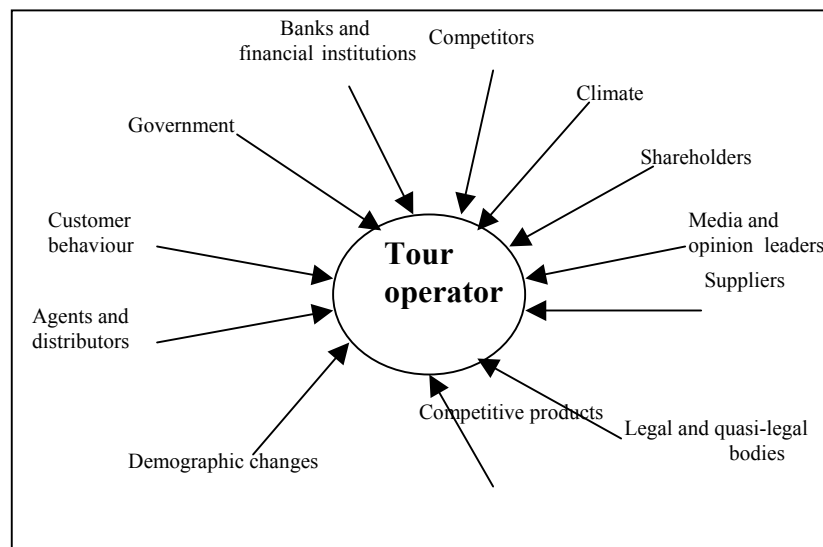 Banks and
financial institutions
Competitors
Climate
Government
Shareholders
Customer
behaviour
Media and
opinion leaders
Tour
operator
Suppliers
Agents and
distributors
Competitive products
Legal and quasi-legal
bodies
Demographic changes